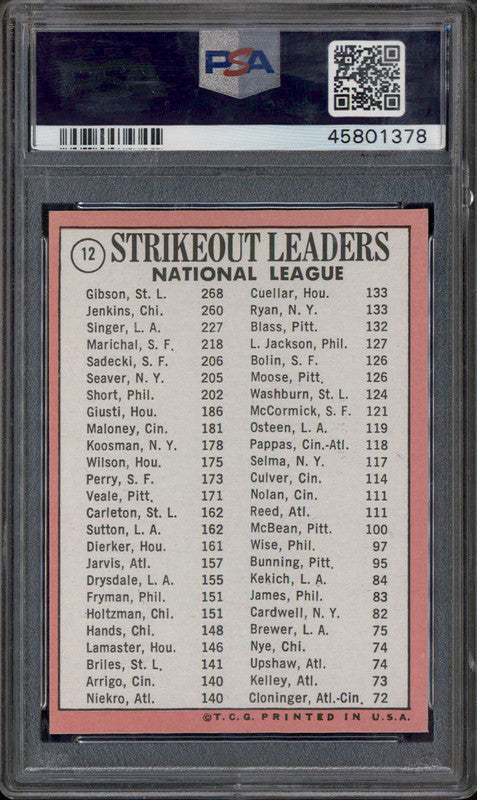 PSA
45801378
12 STRIKEOUT LEADERS
NATIONAL LEAGUE
Gibson, St. L. 268
Jenkins, Chi. 260
Singer, L. A. 227
Marichal, S. F. 218
Sadecki, S. F. 206
Seaver, N. Y. 205
Short, Phil. 202
Giusti, Hou. 186
Maloney, Cin. 181
Koosman, N. Y. 178
Wilson, Hou. 175
Perry, S. F. 173
Veale, Pitt. 171
Carleton, St. L. 162
Sutton, L. A. 162
Dierker, Hou. 161
Jarvis, Atl. 157
Drysdale, L. A. 155
Fryman, Phil. 151
Holtzman, Chi. 151
Hands, Chi. 148
Lamaster, Hou. 146
Briles, St. L. 141
Arrigo, Cin. 140
Niekro, Atl. 140
Cuellar, Hou. 133
Ryan, N. Y. 133
Blass, Pitt. 132
L. Jackson, Phil. 127
Bolin, S. F. 126
Moose, Pitt. 126
Washburn, St. L. 124
McCormick, S. F. 121
Osteen, L. A. 119
Pappas, Cin.-Atl. 118
Selma, N. Y. 117
Culver, Cin. 114
Nolan, Cin. 111
Reed, Atl. 111
McBean, Pitt. 100
Wise, Phil. 97
Bunning, Pitt. 95
Kekich, L. A. 84
James, Phil. 83
Cardwell, N. Y. 82
Brewer, L. A. 75
Nye, Chi. 74
Upshaw, Atl. 74
Kelley, Atl. 73
Cloninger, Atl-Cin. 72
© T. C. G. PRINTED IN U.S.A.